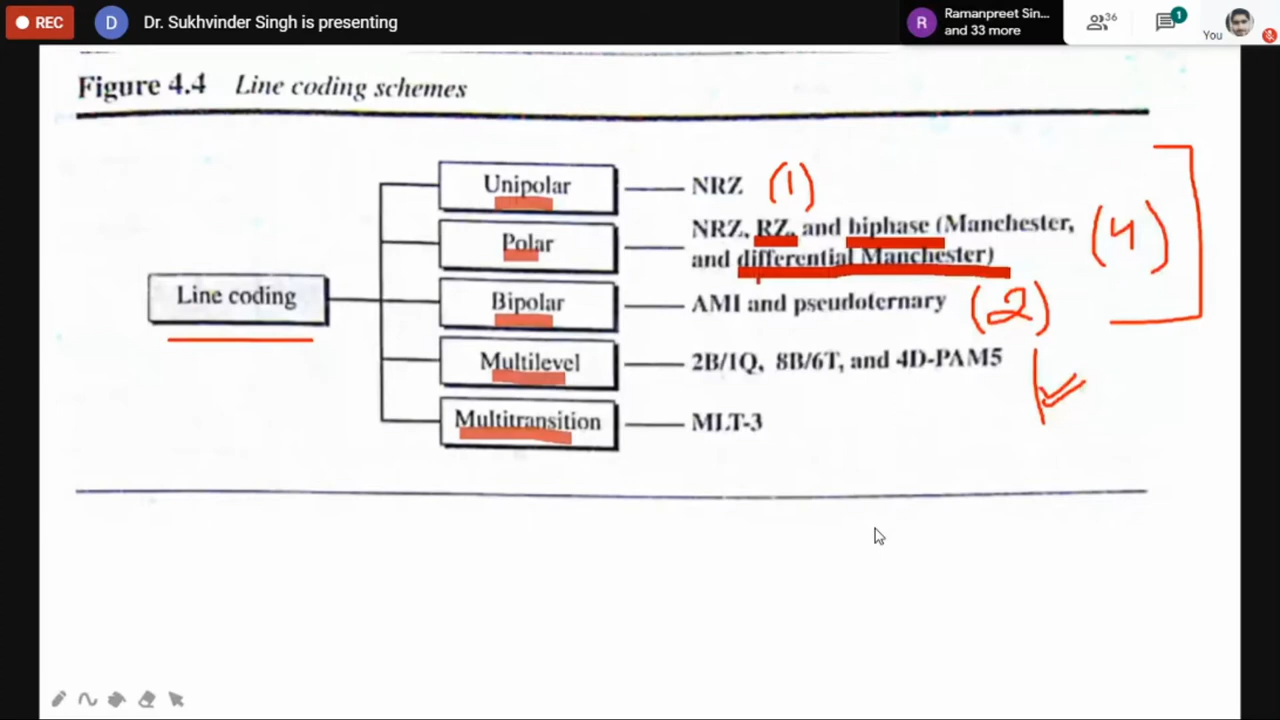 REC
D
Dr. Sukhvinder Singh is presenting
R
Ramanpreet Sin...
and 33 more
36
1
You
Figure 4.4 Line coding schemes
Line coding
Unipolar
NRZ (1)
Polar
NRZ, RZ, and biphase (Manchester,
and differential Manchester)
(4)
Bipolar
AMI and pseudoternary (2)
Multilevel
2B/1Q, 8B/6T, and 4D-PAM5
Multitransition
MLT-3